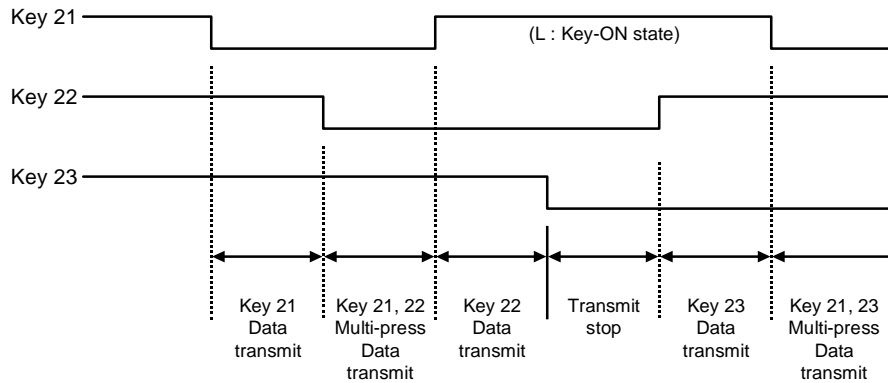 Key 21
(L : Key-ON state)
Key 22
Key 23
Key 21
Data
transmit
Key 21, 22
Multi-press
Data
transmit
Key 22
Data
transmit
Transmit
stop
Key 23
Data
transmit
Key 21, 23
Multi-press
Data
transmit